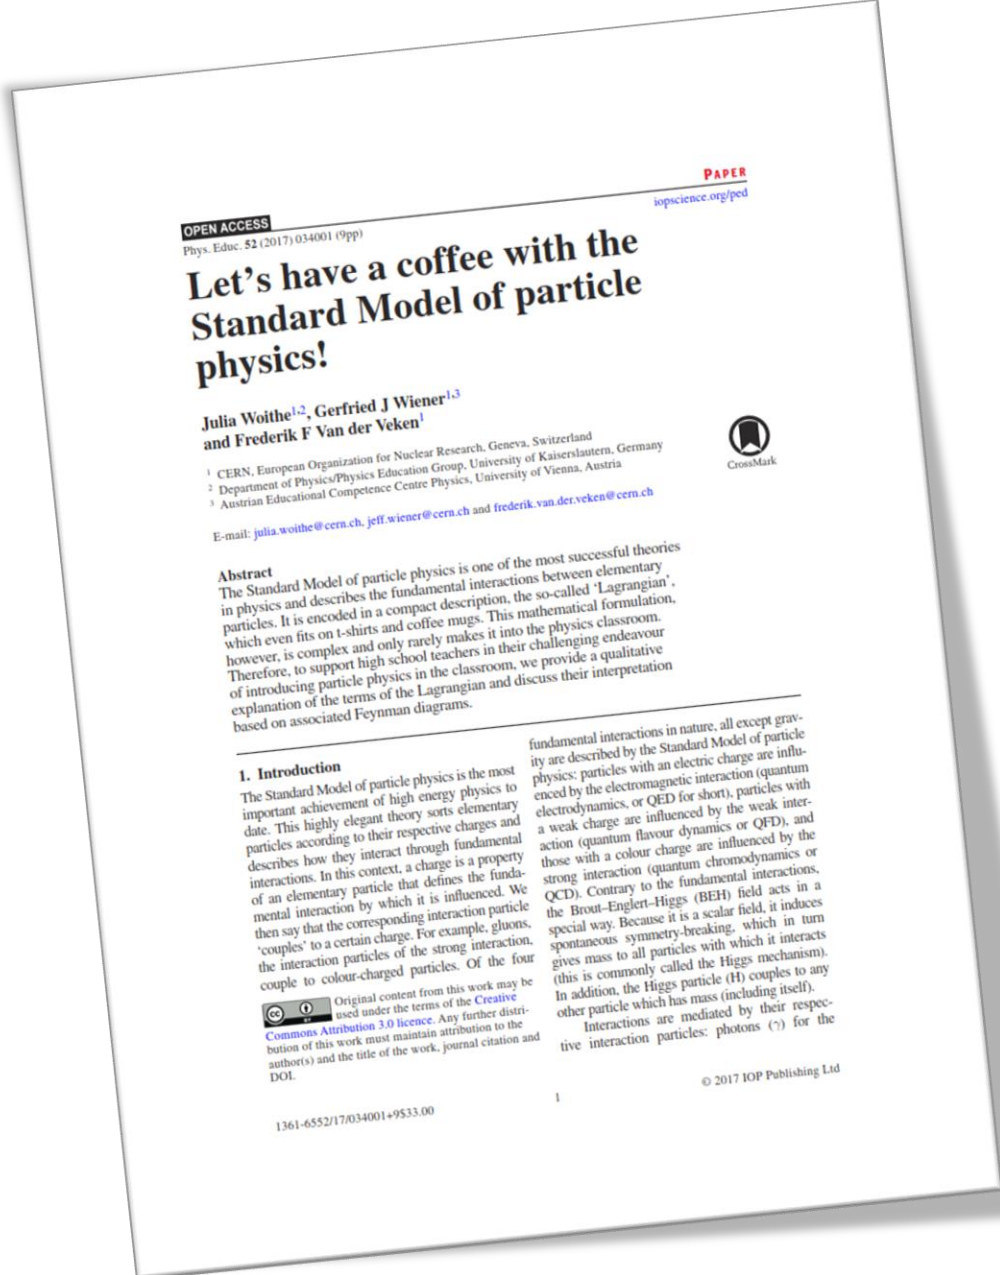 PAPER
iopscience.org/ped
OPEN ACCESS
Phys. Educ. 52 (2017) 034001 (9pp)
Let's have a coffee with the
Standard Model of particle
physics!
Julia Woithe1,2, Gerfried J Wiener1,3
and Frederik F Van der Veken1
CrossMark
1 CERN, European Organization for Nuclear Research, Geneva, Switzerland
2 Department of Physics/Physics Education Group, University of Kaiserslautern, Germany
3 Austrian Educational Competence Centre Physics, University of Vienna, Austria
E-mail: julia.woithe@cern.ch, jeff.wiener@cern.ch and frederik.van.der.veken@cern.ch
Abstract
The Standard Model of particle physics is one of the most successful theories
in physics and describes the fundamental interactions between elementary
particles. It is encoded in a compact description, the so-called 'Lagrangian',
which even fits on t-shirts and coffee mugs. This mathematical formulation,
however, is complex and only rarely makes it into the physics classroom.
Therefore, to support high school teachers in their challenging endeavour
of introducing particle physics in the classroom, we provide a qualitative
explanation of the terms of the Lagrangian and discuss their interpretation
based on associated Feynman diagrams.
1. Introduction
The Standard Model of particle physics is the most
important achievement of high energy physics to
date. This highly elegant theory sorts elementary
particles according to their respective charges and
describes how they interact through fundamental
interactions. In this context, a charge is a property
of an elementary particle that defines the funda-
mental interaction by which it is influenced. We
then say that the corresponding interaction particle
'couples' to a certain charge. For example, gluons,
the interaction particles of the strong interaction,
couple to colour-charged particles. Of the four
cc BY Original content from this work may be
used under the terms of the Creative
Commons Attribution 3.0 licence. Any further distri-
bution of this work must maintain attribution to the
author(s) and the title of the work, journal citation and
DOI.
fundamental interactions in nature, all except grav-
ity are described by the Standard Model of particle
physics: particles with an electric charge are influ-
enced by the electromagnetic interaction (quantum
electrodynamics, or QED for short), particles with
a weak charge are influenced by the weak inter-
action (quantum flavour dynamics or QFD), and
those with a colour charge are influenced by the
strong interaction (quantum chromodynamics or
QCD). Contrary to the fundamental interactions,
the Brout–Englert–Higgs (BEH) field acts in a
special way. Because it is a scalar field, it induces
spontaneous symmetry-breaking, which in turn
gives mass to all particles with which it interacts
(this is commonly called the Higgs mechanism).
In addition, the Higgs particle (H) couples to any
other particle which has mass (including itself).
Interactions are mediated by their respec-
tive interaction particles: photons (γ) for the
1361-6552/17/034001+9$33.00
1
© 2017 IOP Publishing Ltd